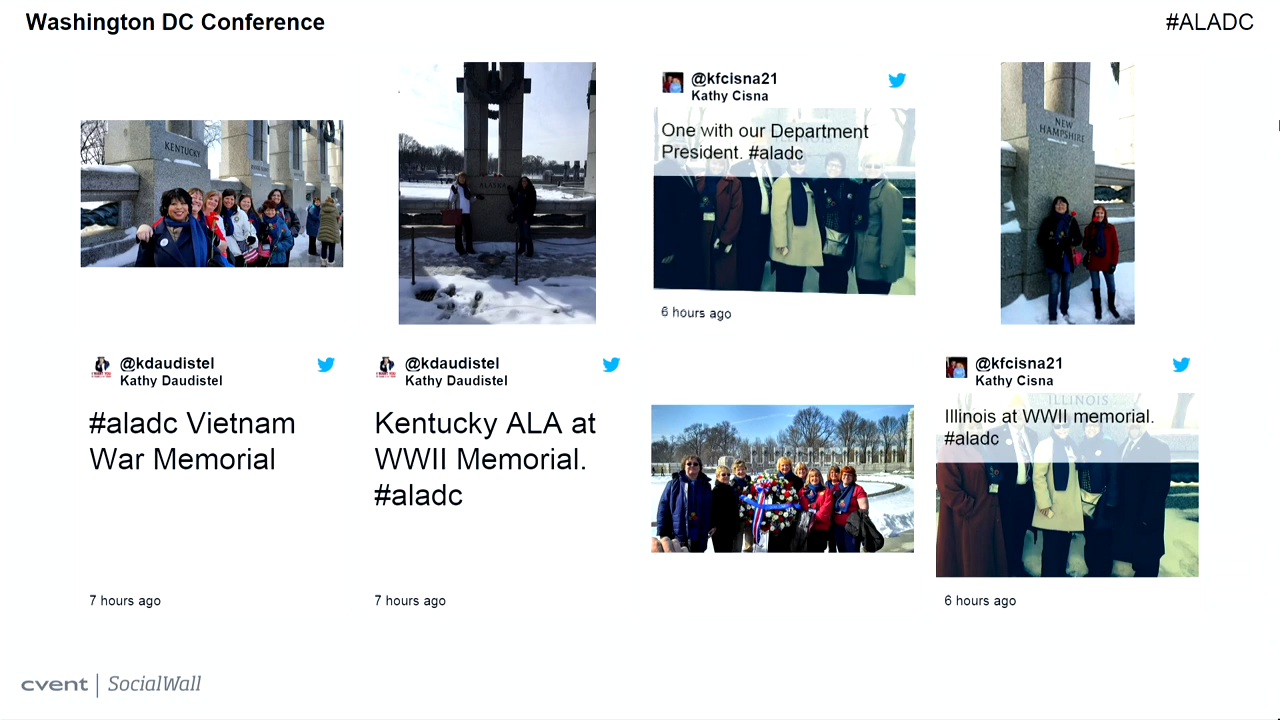 Washington DC Conference
#ALADC
KENTUCKY
ALASKA
@kfcisna21
Kathy Cisna
One with our Department
President. #aladc
6 hours ago
NEW
HAMPSHIRE
@kdaudistel
Kathy Daudistel
#aladc Vietnam
War Memorial
7 hours ago
@kdaudistel
Kathy Daudistel
Kentucky ALA at
WWII Memorial.
#aladc
7 hours ago
@kfcisna21
Kathy Cisna
ILLINOIS
Illinois at WWII memorial.
#aladc
6 hours ago
cvent | SocialWall